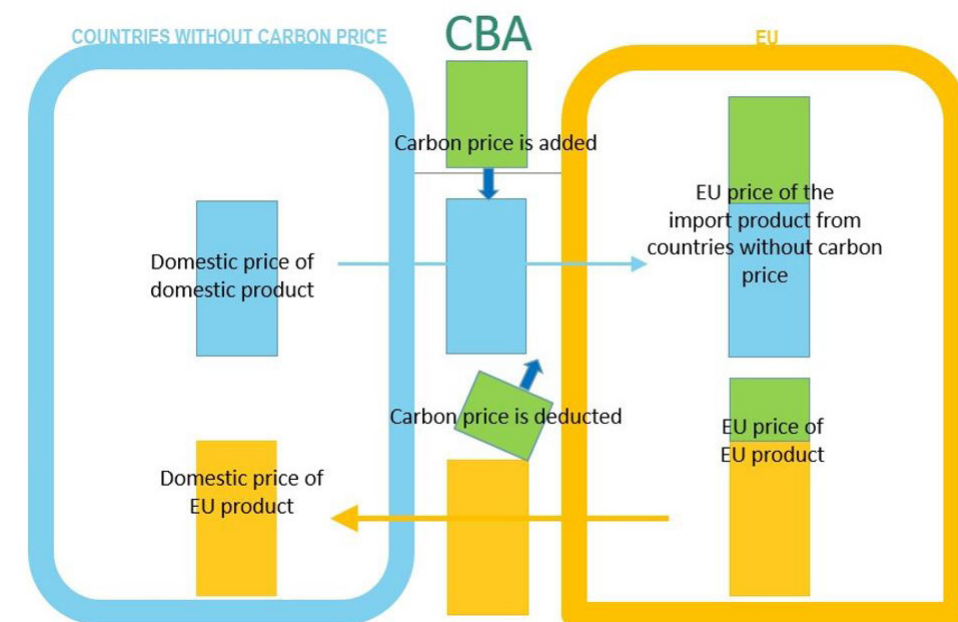 COUNTRIES WITHOUT CARBON PRICE
CBA
EU
Carbon price is added
EU price of the
import product from
countries without carbon
price
Domestic price of
domestic product
Carbon price is deducted
EU price of
EU product
Domestic price of
EU product